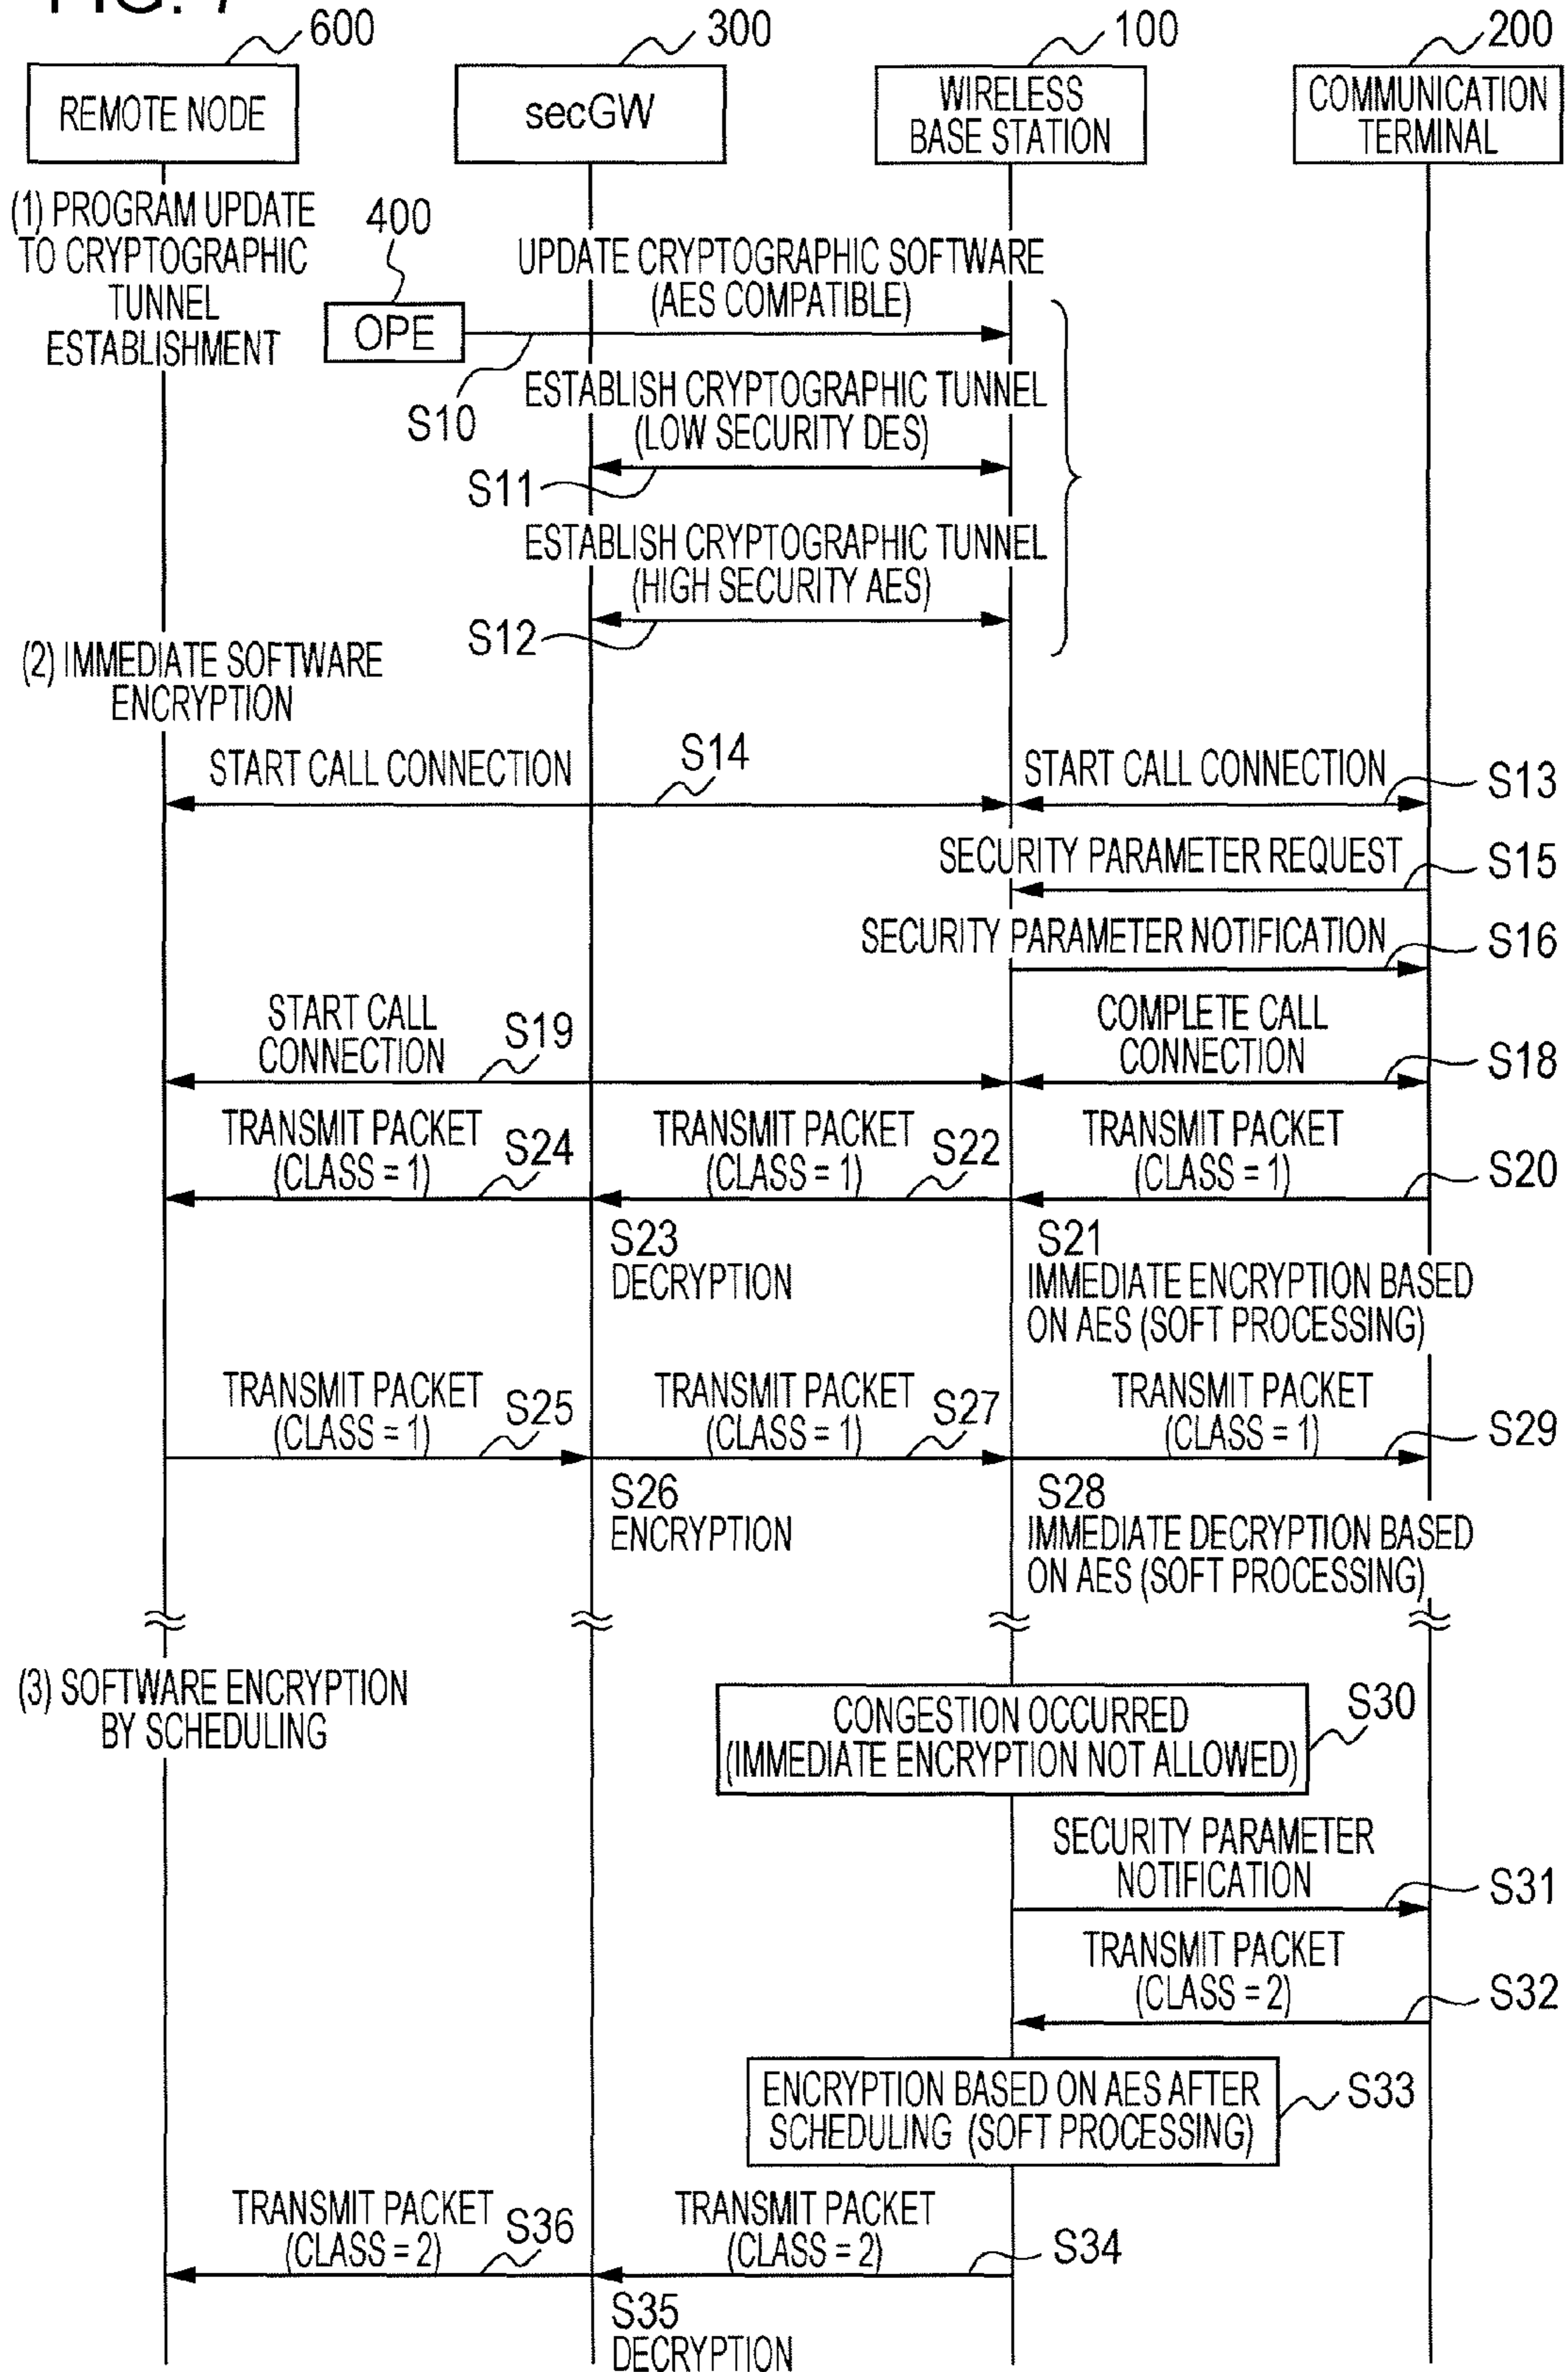 FIG. 7
600
300
100
200
REMOTE NODE
secGW
WIRELESS
BASE STATION
COMMUNICATION
TERMINAL
(1) PROGRAM UPDATE
TO CRYPTOGRAPHIC
TUNNEL
ESTABLISHMENT
400
OPE
UPDATE CRYPTOGRAPHIC SOFTWARE
(AES COMPATIBLE)
S10
ESTABLISH CRYPTOGRAPHIC TUNNEL
(LOW SECURITY DES)
S11
ESTABLISH CRYPTOGRAPHIC TUNNEL
(HIGH SECURITY AES)
S12
(2) IMMEDIATE SOFTWARE
ENCRYPTION
START CALL CONNECTION
S14
START CALL CONNECTION
S13
SECURITY PARAMETER REQUEST
S15
SECURITY PARAMETER NOTIFICATION
S16
START CALL
CONNECTION
S19
COMPLETE CALL
CONNECTION
S18
TRANSMIT PACKET
(CLASS = 1)
S24
TRANSMIT PACKET
(CLASS = 1)
S22
TRANSMIT PACKET
(CLASS = 1)
S20
S23
DECRYPTION
S21
IMMEDIATE ENCRYPTION BASED
ON AES (SOFT PROCESSING)
TRANSMIT PACKET
(CLASS = 1)
S25
TRANSMIT PACKET
(CLASS = 1)
S27
TRANSMIT PACKET
(CLASS = 1)
S29
S26
ENCRYPTION
S28
IMMEDIATE DECRYPTION BASED
ON AES (SOFT PROCESSING)
(3) SOFTWARE ENCRYPTION
BY SCHEDULING
CONGESTION OCCURRED
(IMMEDIATE ENCRYPTION NOT ALLOWED)
S30
SECURITY PARAMETER
NOTIFICATION
S31
TRANSMIT PACKET
(CLASS = 2)
S32
ENCRYPTION BASED ON AES AFTER
SCHEDULING (SOFT PROCESSING)
S33
TRANSMIT PACKET
(CLASS = 2)
S36
TRANSMIT PACKET
(CLASS = 2)
S34
S35
DECRYPTION